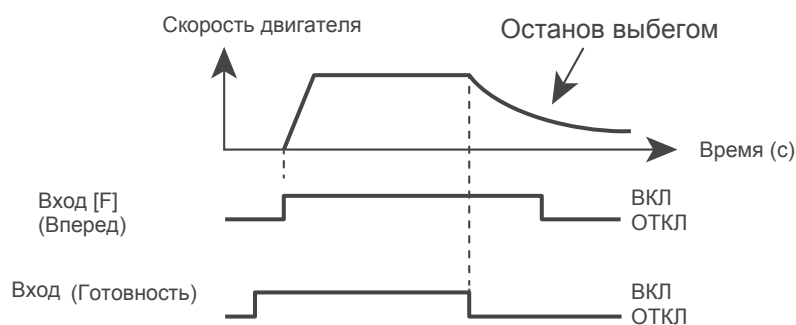 Скорость двигателя
Останов выбегом
Время (с)
Вход [F]
(Вперед)
ВКЛ
ОТКЛ
Вход (Готовность)
ВКЛ
ОТКЛ